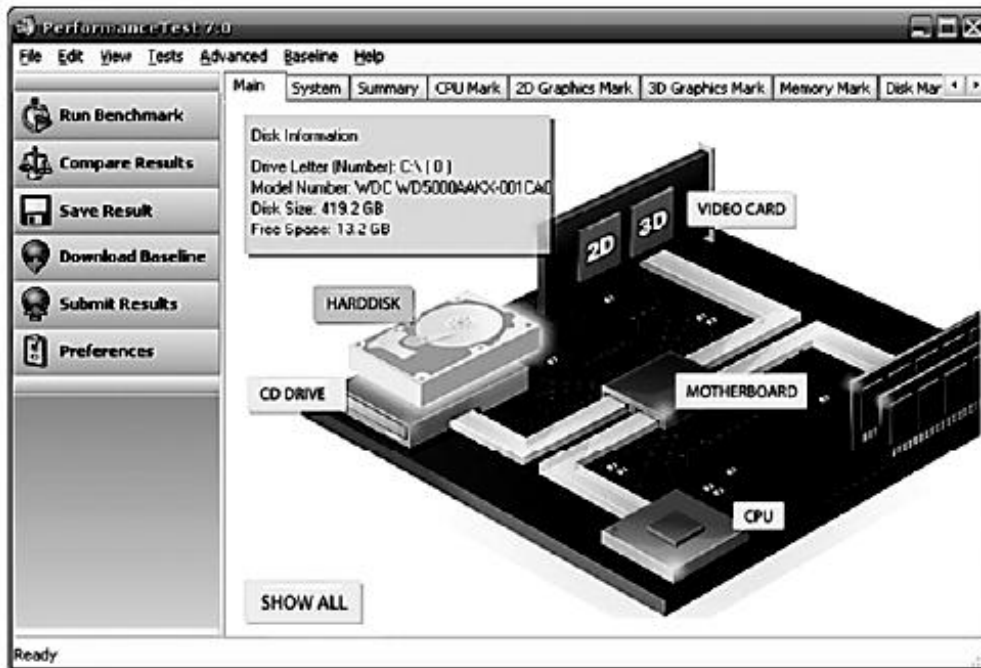 PerformanceTest 7.0
File Edit View Tests Advanced Baseline Help
Main System Summary CPU Mark 2D Graphics Mark 3D Graphics Mark Memory Mark Disk Mar
Run Benchmark
Compare Results
Save Result
Download Baseline
Submit Results
Preferences
Disk Information
Drive Letter (Number): C:\ ( 0 )
Model Number: WDC WD5000AAKX-001CA0
Disk Size: 419.2 GB
Free Space: 13.2 GB
2D
3D
VIDEO CARD
HARDDISK
CD DRIVE
MOTHERBOARD
CPU
SHOW ALL
Ready